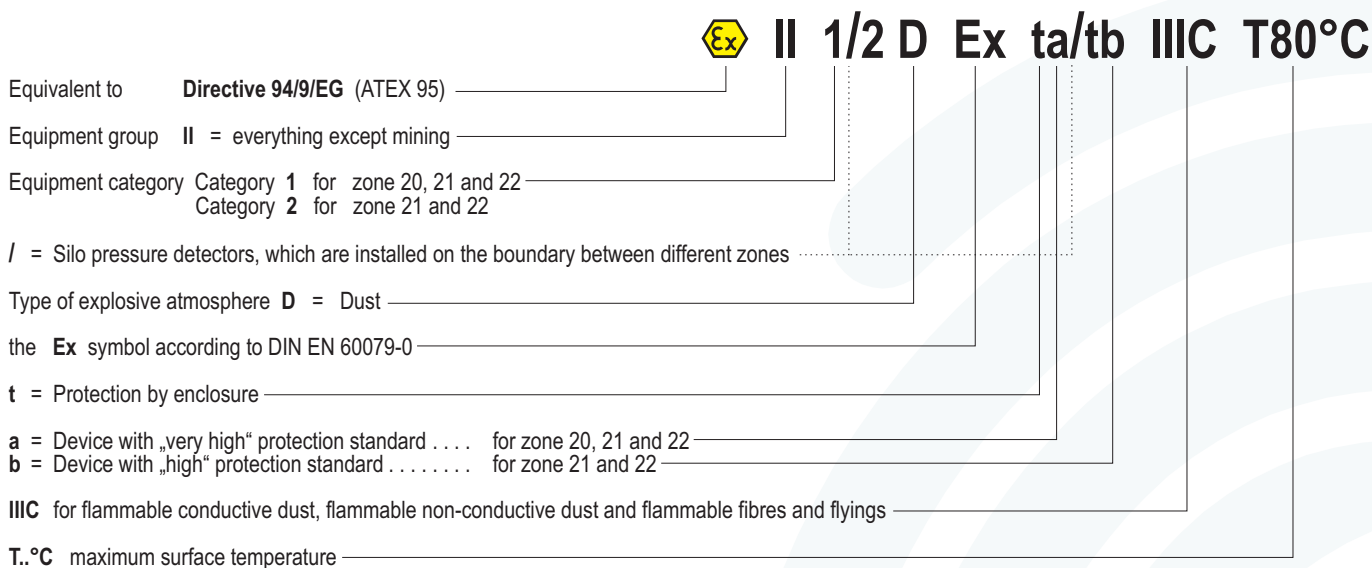 Ex II 1/2 D Ex ta/tb IIIC T80°C
Equivalent to Directive 94/9/EG (ATEX 95)
Equipment group II = everything except mining
Equipment category Category 1 for zone 20, 21 and 22
Category 2 for zone 21 and 22
/ = Silo pressure detectors, which are installed on the boundary between different zones
Type of explosive atmosphere D = Dust
the Ex symbol according to DIN EN 60079-0
t = Protection by enclosure
a = Device with „very high“ protection standard . . . . for zone 20, 21 and 22
b = Device with „high“ protection standard . . . . . . . . for zone 21 and 22
IIIC for flammable conductive dust, flammable non-conductive dust and flammable fibres and flyings
T..°C maximum surface temperature